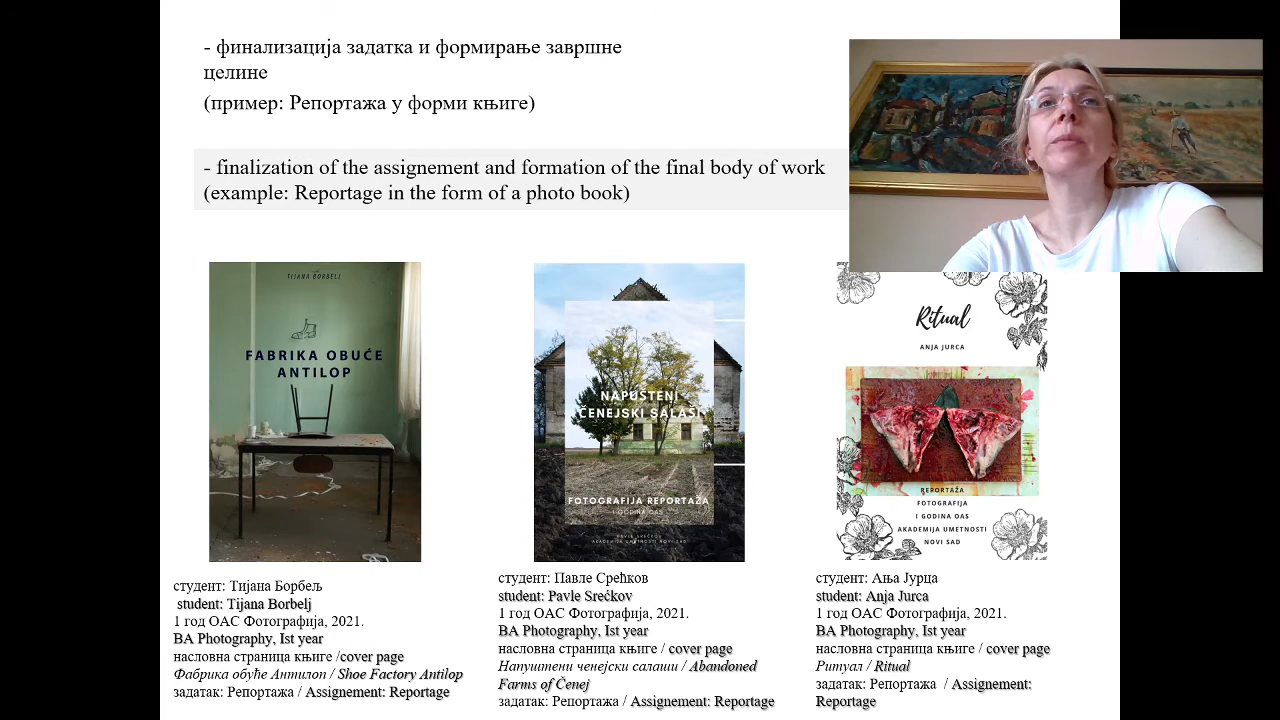 - финализација задатка и формирање завршне
целине
(пример: Репортажа у форми књиге)
- finalization of the assignement and formation of the final body of work
(example: Reportage in the form of a photo book)
TIJANA BORBELJ
FABRIKA OBUĆE
ANTILOP
студент: Тијана Борбељ
student: Tijana Borbelj
1 год ОАС Фотографија, 2021.
BA Photography, Ist year
насловна страница књиге /cover page
Фабрика обуће Антилоп / Shoe Factory Antilop
задатак: Репортажа / Assignement: Reportage
NAPUŠTENI
ČENEJSKI SALAŠI
FOTOGRAFIJA REPORTAŽA
I GODINA OAS
PAVLE SREĆKOV
AKADEMIJA UMETNOSTI NOVI SAD
студент: Павле Срећков
student: Pavle Srećkov
1 год ОАС Фотографија, 2021.
BA Photography, Ist year
насловна страница књиге / cover page
Напуштени ченејски салаши / Abandoned
Farms of Čenej
задатак: Репортажа / Assignement: Reportage
Ritual
ANJA JURCA
REPORTAŽA
FOTOGRAFIJA
I GODINA OAS
AKADEMIJA UMETNOSTI
NOVI SAD
студент: Ања Јурца
student: Anja Jurca
1 год ОАС Фотографија, 2021.
BA Photography, Ist year
насловна страница књиге / cover page
Ритуал / Ritual
задатак: Репортажа / Assignement:
Reportage